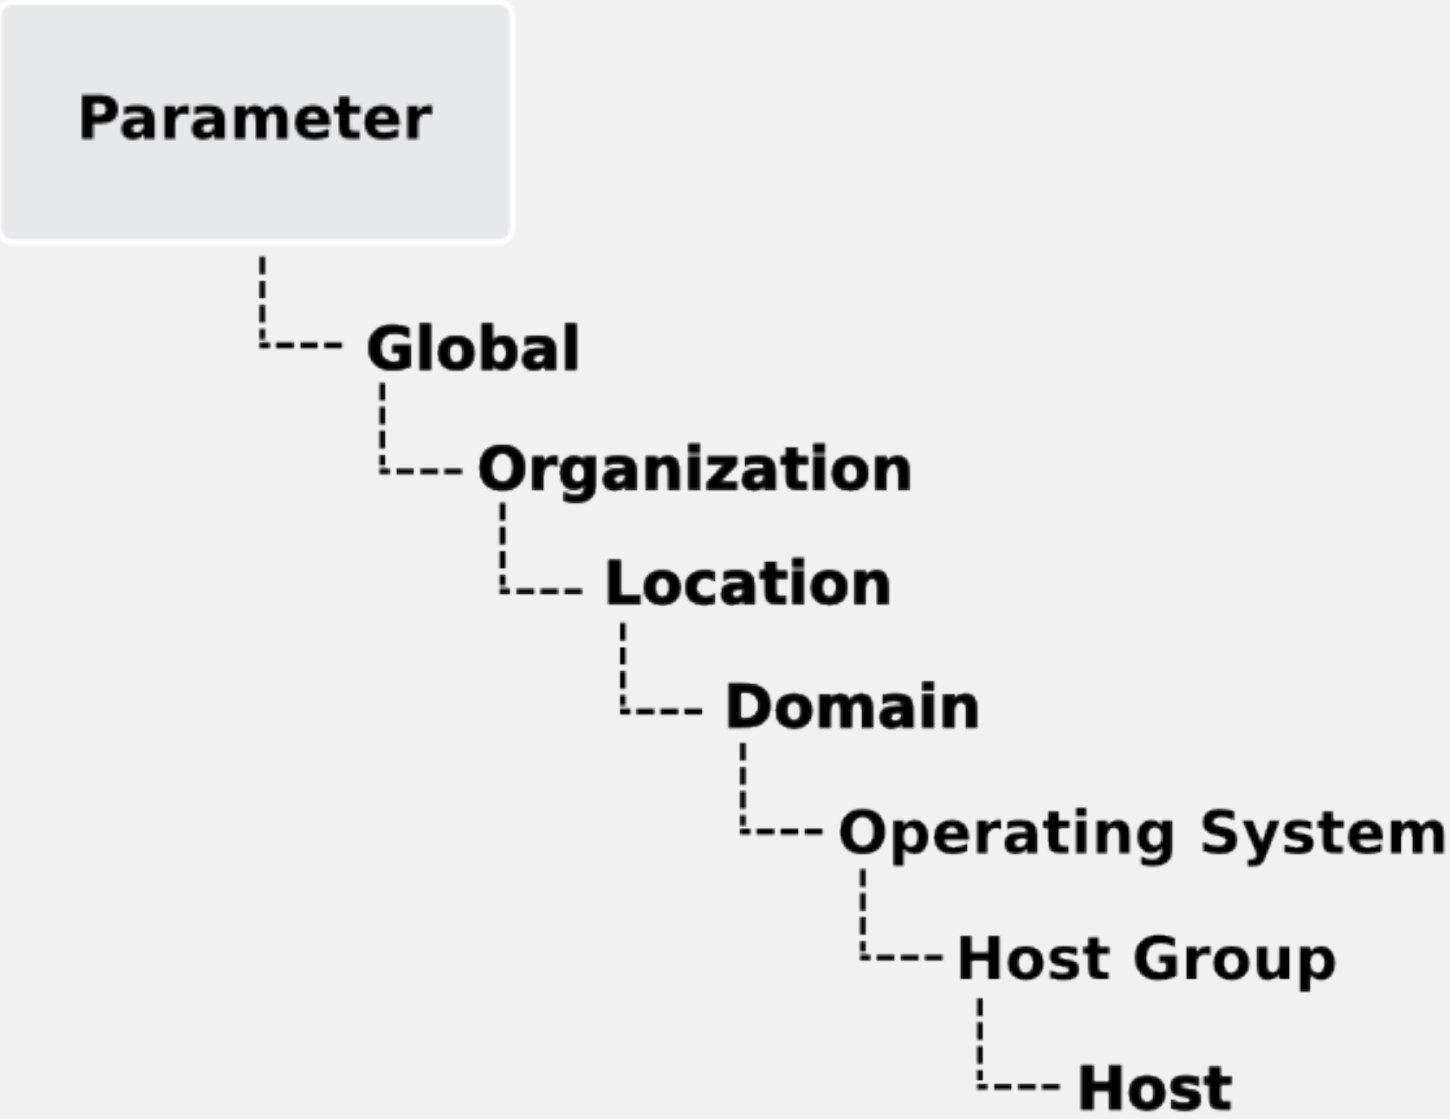 Parameter
Global
Organization
Location
Domain
Operating System
Host Group
Host